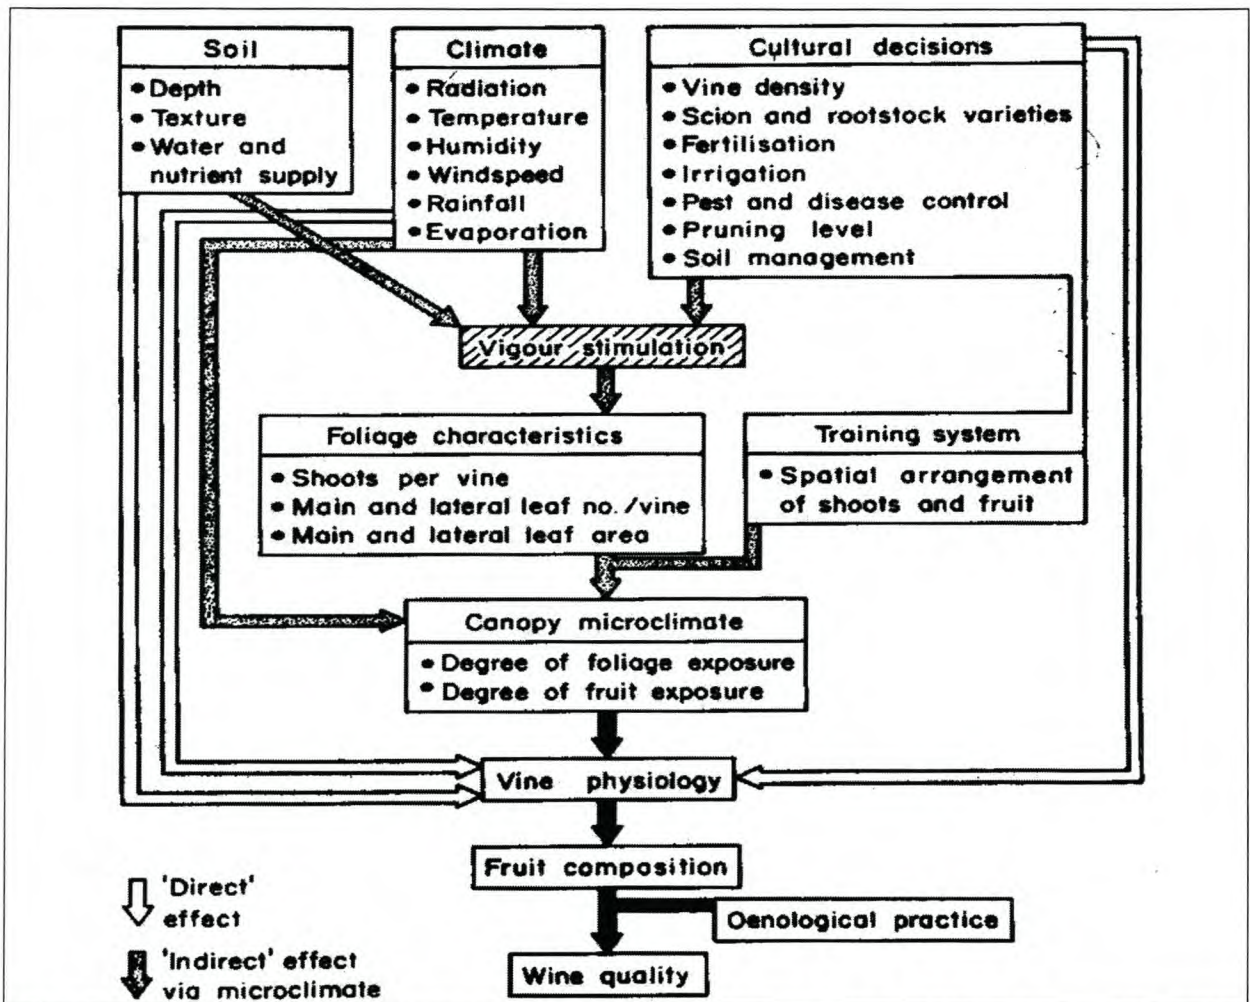 Soil
• Depth
• Texture
• Water and
nutrient supply
Climate
• Radiation
• Temperature
• Humidity
• Windspeed
• Rainfall
• Evaporation
Cultural decisions
• Vine density
• Scion and rootstock varieties
• Fertilisation
• Irrigation
• Pest and disease control
• Pruning level
• Soil management
Vigour stimulation
Foliage characteristics
• Shoots per vine
• Main and lateral leaf no./vine
• Main and lateral leaf area
Training system
• Spatial arrangement
of shoots and fruit
Canopy microclimate
• Degree of foliage exposure
• Degree of fruit exposure
Vine physiology
Fruit composition
Oenological practice
Wine quality
'Direct'
effect
'Indirect' effect
via microclimate